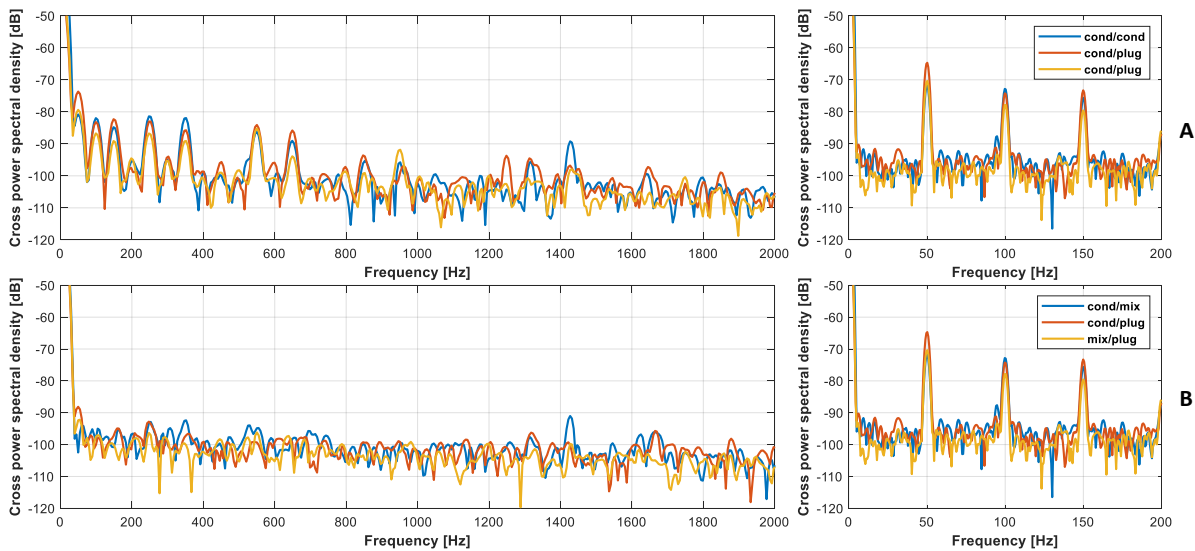 Cross power spectral density [dB]
-50
-60
-70
-80
-90
-100
-110
-120
0 200 400 600 800 1000 1200 1400 1600 1800 2000
Frequency [Hz]
Cross power spectral density [dB]
-50
-60
-70
-80
-90
-100
-110
-120
0 50 100 150 200
Frequency [Hz]
cond/cond
cond/plug
cond/plug
A
Cross power spectral density [dB]
-50
-60
-70
-80
-90
-100
-110
-120
0 200 400 600 800 1000 1200 1400 1600 1800 2000
Frequency [Hz]
Cross power spectral density [dB]
-50
-60
-70
-80
-90
-100
-110
-120
0 50 100 150 200
Frequency [Hz]
cond/mix
cond/plug
mix/plug
B